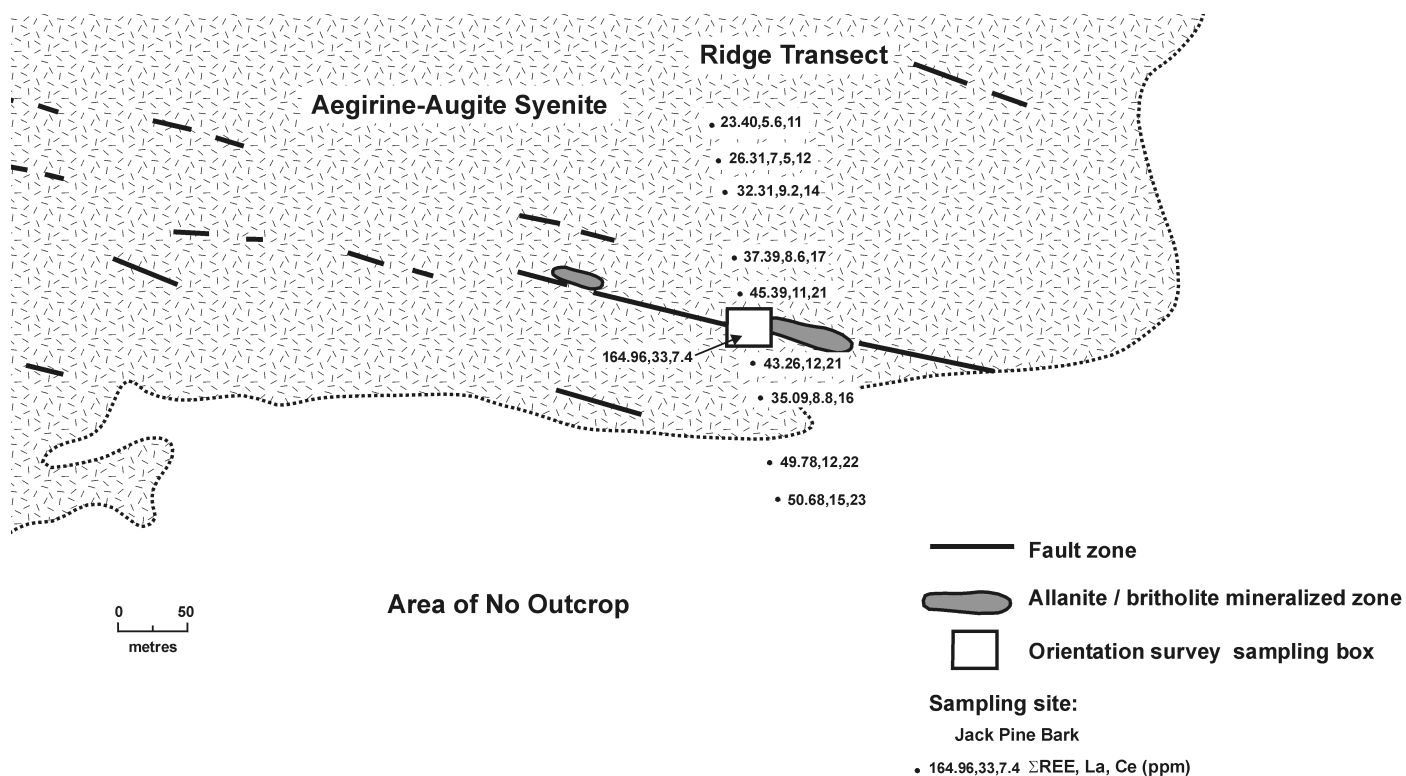 Ridge Transect
Aegirine-Augite Syenite
23.40,5.6,11
26.31,7,5,12
32.31,9.2,14
37.39,8.6,17
45.39,11,21
164.96,33,7.4
43.26,12,21
35.09,8.8,16
49.78,12,22
50.68,15,23
Area of No Outcrop
0 50
metres
Fault zone
Allanite / britholite mineralized zone
Orientation survey sampling box
Sampling site:
Jack Pine Bark
• 164.96,33,7.4 ΣREE, La, Ce (ppm)